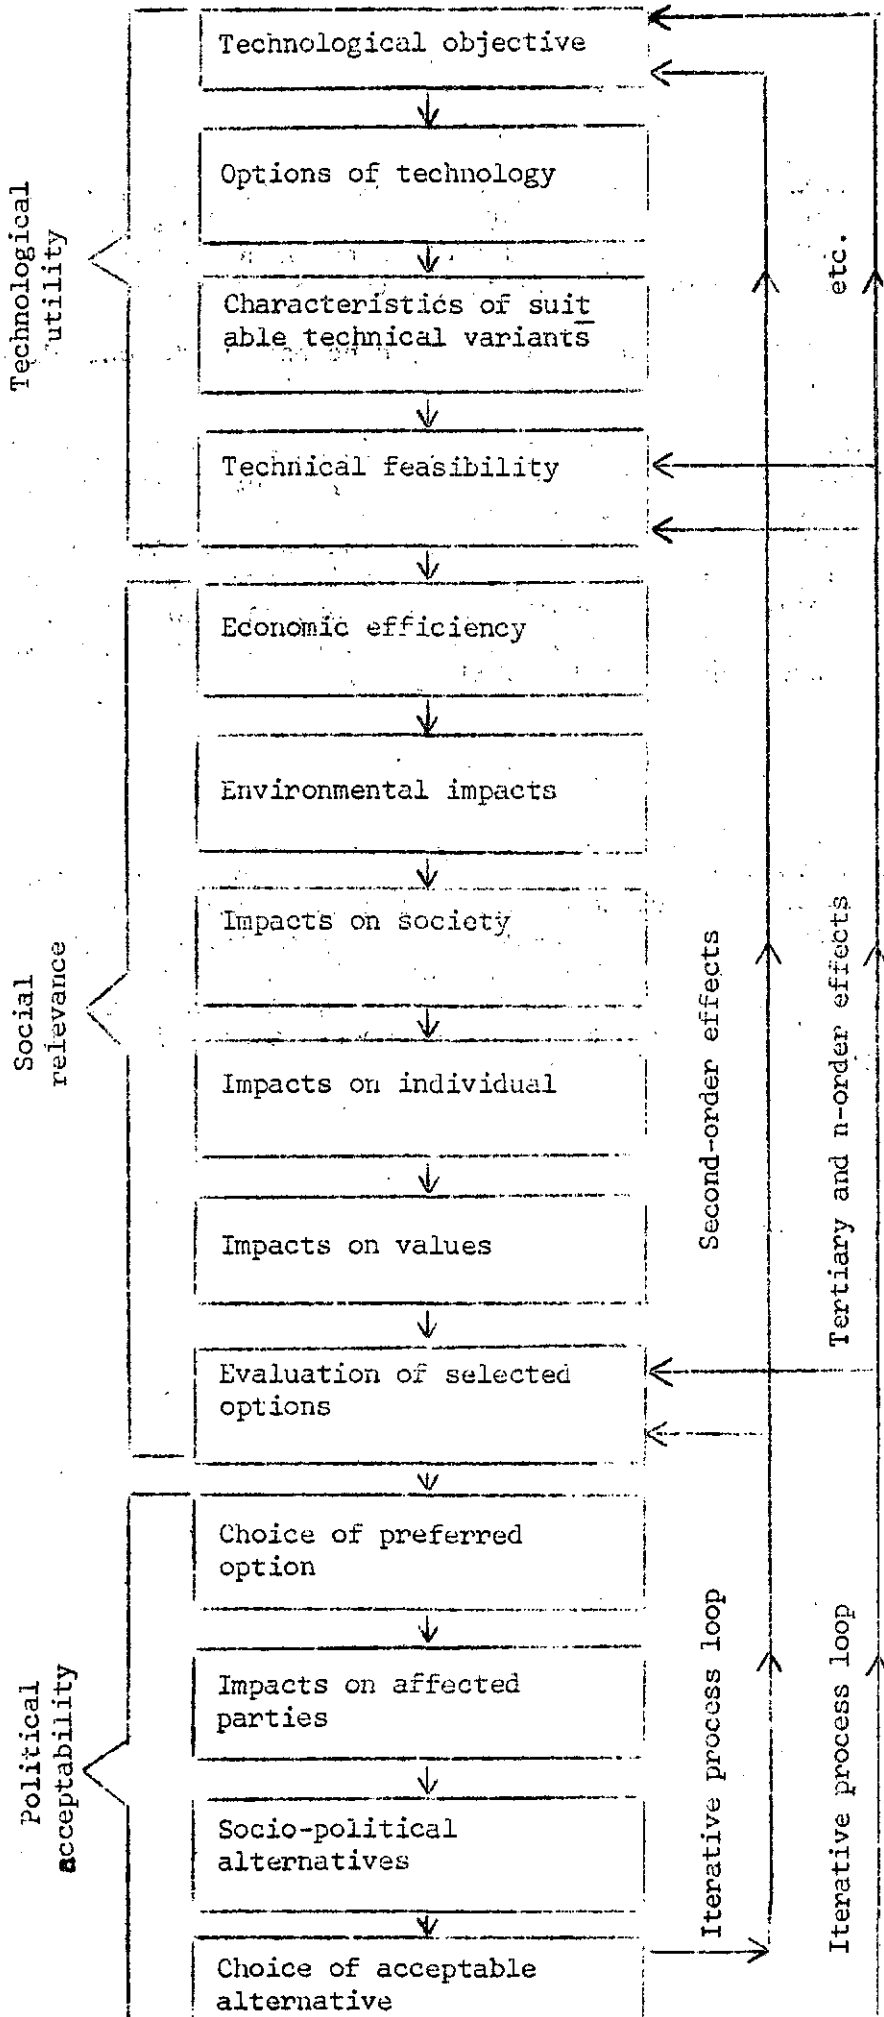 Technological objective
Options of technology
Characteristics of suit
able technical variants
Technical feasibility
Economic efficiency
Environmental impacts
Impacts on society
Impacts on individual
Impacts on values
Evaluation of selected
options
Choice of preferred
option
Impacts on affected
parties
Socio-political
alternatives
Choice of acceptable
alternative
Technological
utility
Social
relevance
Political
acceptability
Second-order effects
Iterative process loop
etc.
Tertiary and n-order effects
Iterative process loop